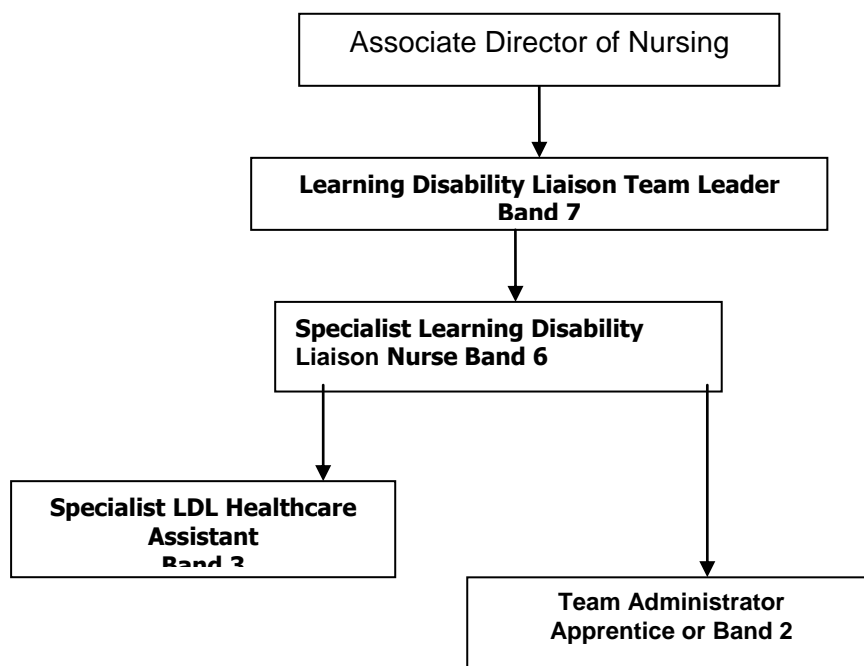 Associate Director of Nursing
Learning Disability Liaison Team Leader
Band 7
Specialist Learning Disability
Liaison Nurse Band 6
Specialist LDL Healthcare
Assistant
Band 3
Team Administrator
Apprentice or Band 2